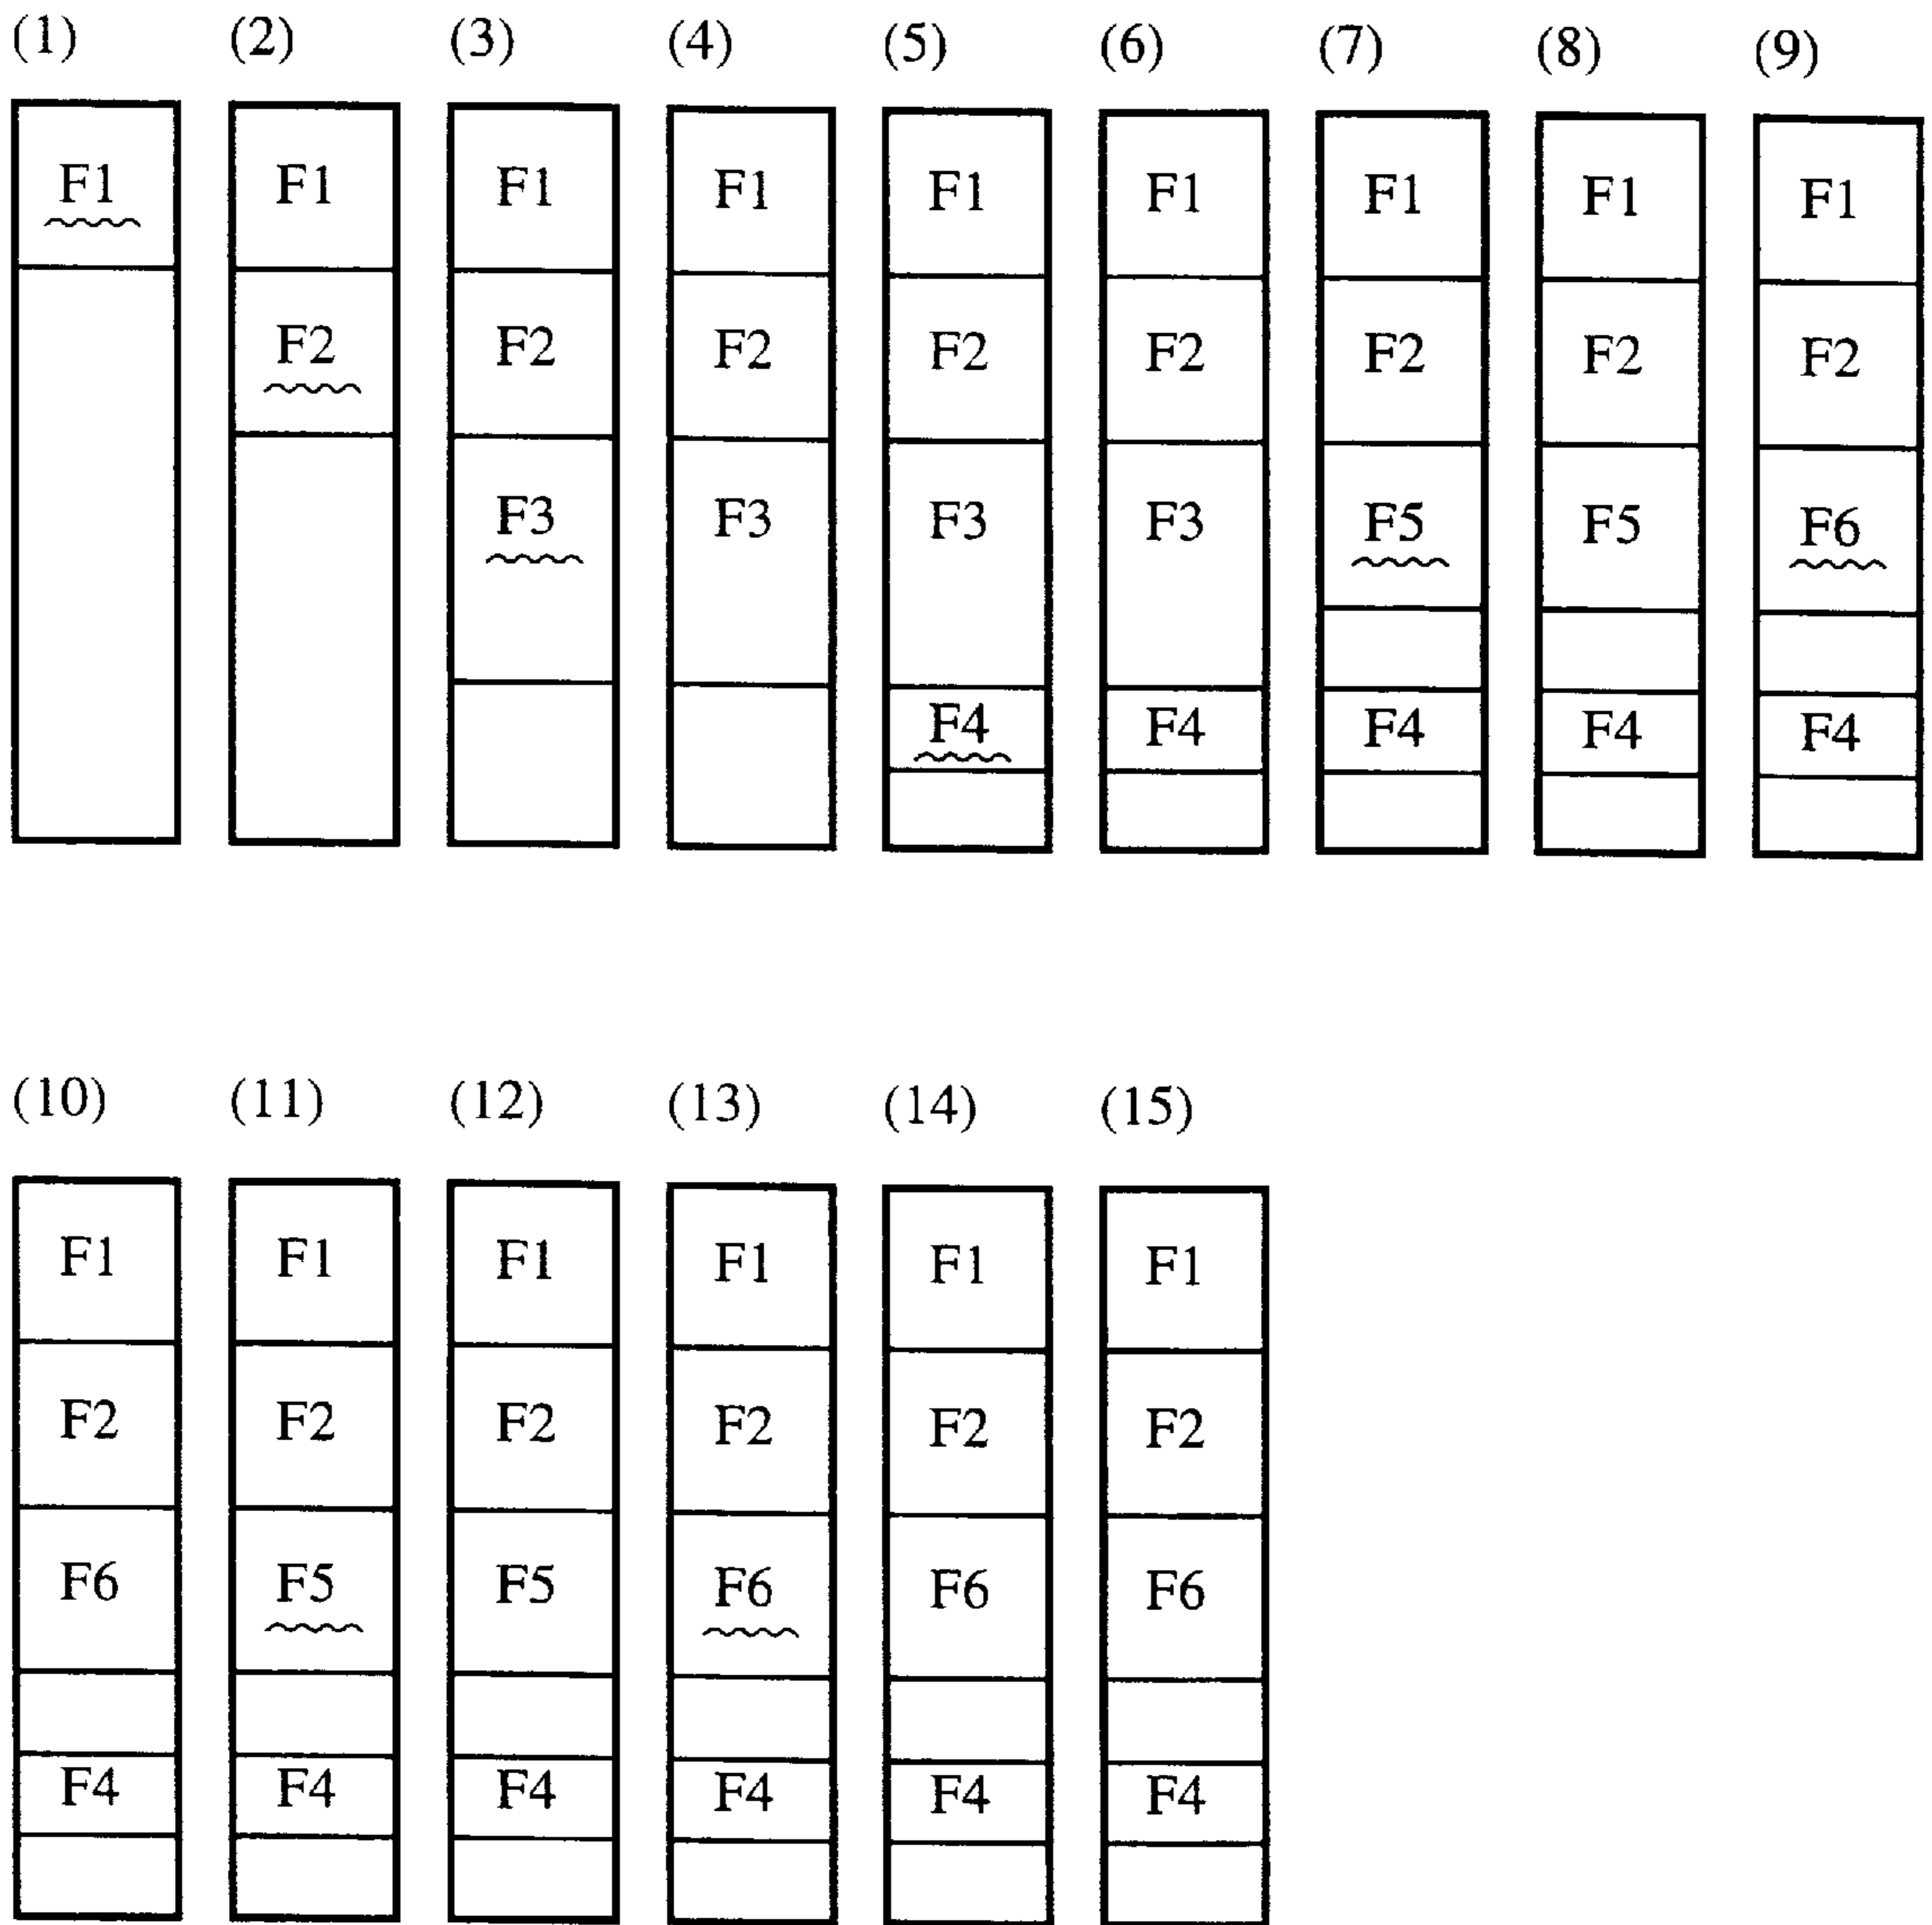 (1) (2) (3) (4) (5) (6) (7) (8) (9)
F1 F1 F1 F1 F1 F1 F1 F1 F1
F2 F2 F2 F2 F2 F2 F2 F2
F3 F3 F3 F3 F5 F5 F6
F4 F4 F4 F4 F4
(10) (11) (12) (13) (14) (15)
F1 F1 F1 F1 F1 F1
F2 F2 F2 F2 F2 F2
F6 F5 F5 F6 F6 F6
F4 F4 F4 F4 F4 F4